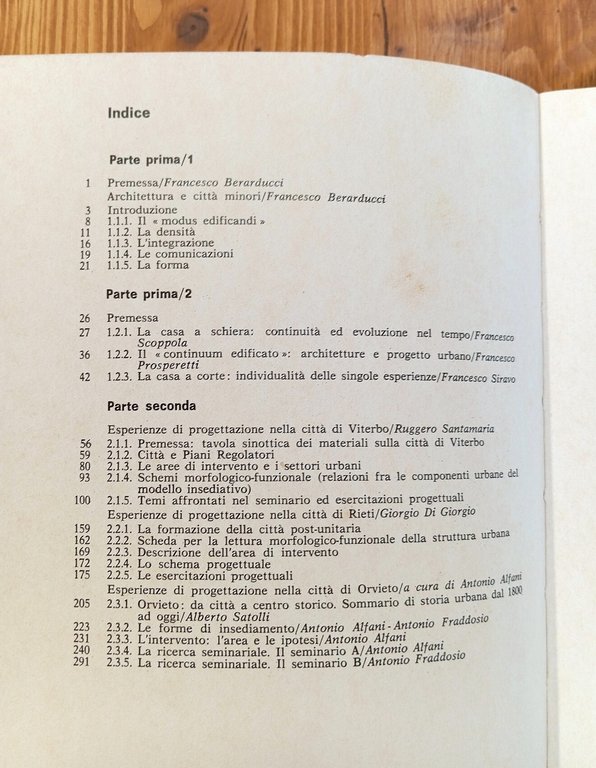 Indice
Parte prima/1
1 Premessa/Francesco Berarducci
Architettura e città minori/Francesco Berarducci
3 Introduzione
8 1.1.1. Il « modus edificandi »
11 1.1.2. La densità
16 1.1.3. L'integrazione
19 1.1.4. Le comunicazioni
21 1.1.5. La forma
Parte prima/2
26 Premessa
27 1.2.1. La casa a schiera: continuità ed evoluzione nel tempo/Francesco
Scoppola
36 1.2.2. Il « continuum edificato »: architetture e progetto urbano/Francesco
Prosperetti
42 1.2.3. La casa a corte: individualità delle singole esperienze/Francesco Siravo
Parte seconda
Esperienze di progettazione nella città di Viterbo/Ruggero Santamaria
56 2.1.1. Premessa: tavola sinottica dei materiali sulla città di Viterbo
59 2.1.2. Città e Piani Regolatori
80 2.1.3. Le aree di intervento e i settori urbani
93 2.1.4. Schemi morfologico-funzionale (relazioni fra le componenti urbane del
modello insediativo)
100 2.1.5. Temi affrontati nel seminario ed esercitazioni progettuali
Esperienze di progettazione nella città di Rieti/Giorgio Di Giorgio
159 2.2.1. La formazione della città post-unitaria
162 2.2.2. Scheda per la lettura morfologico-funzionale della struttura urbana
169 2.2.3. Descrizione dell'area di intervento
172 2.2.4. Lo schema progettuale
175 2.2.5. Le esercitazioni progettuali
Esperienze di progettazione nella città di Orvieto/a cura di Antonio Alfani
205 2.3.1. Orvieto: da città a centro storico. Sommario di storia urbana dal 1800
ad oggi/Alberto Satolli
223 2.3.2. Le forme di insediamento/Antonio Alfani - Antonio Fraddosio
231 2.3.3. L'intervento: l'area e le ipotesi/Antonio Alfani
240 2.3.4. La ricerca seminariale. Il seminario A/Antonio Alfani
291 2.3.5. La ricerca seminariale. Il seminario B/Antonio Fraddosio